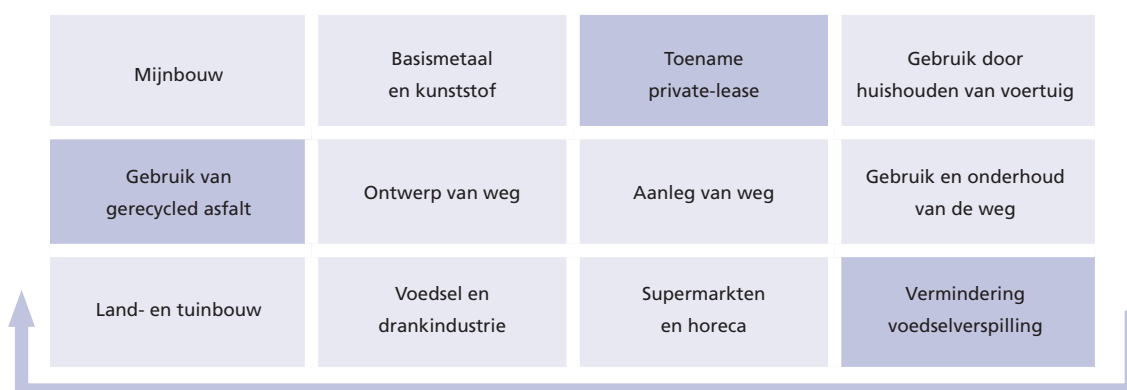 Mijnbouw
Basismetaal
en kunststof
Toename
private-lease
Gebruik door
huishouden van voertuig
Gebruik van
gerecycled asfalt
Ontwerp van weg
Aanleg van weg
Gebruik en onderhoud
van de weg
Land- en tuinbouw
Voedsel en
drankindustrie
Supermarkten
en horeca
Vermindering
voedselverspilling